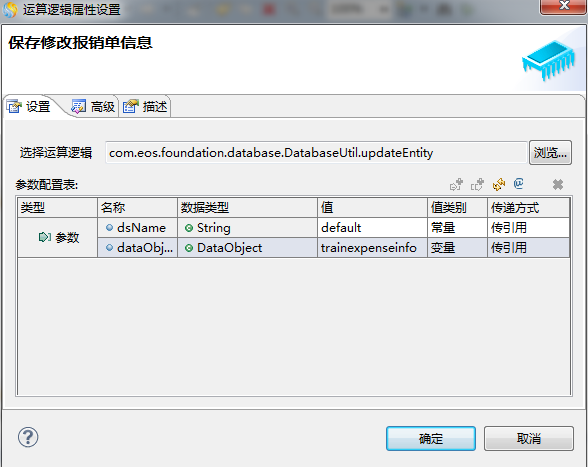 运算逻辑属性设置
100%
保存修改报销单信息
设置 高级 描述
选择运算逻辑 com.eos.foundation.database.DatabaseUtil.updateEntity 浏览...
参数配置表:
类型 名称 数据类型 值 值类别 传递方式
参数 dsName String default 常量 传引用
dataObj... DataObject trainexpenseinfo 变量 传引用
确定 取消